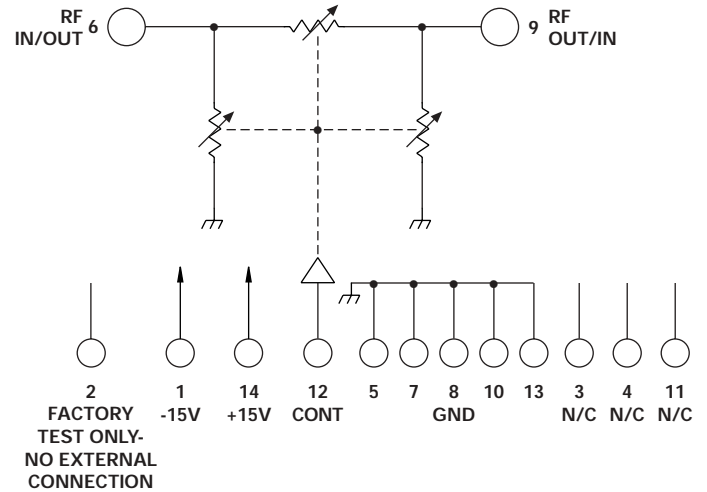 RF
IN/OUT 6
9 RF
OUT/IN
2 1 14 12 5 7 8 10 13 3 4 11
FACTORY -15V +15V CONT GND N/C N/C N/C
TEST ONLY-
NO EXTERNAL
CONNECTION